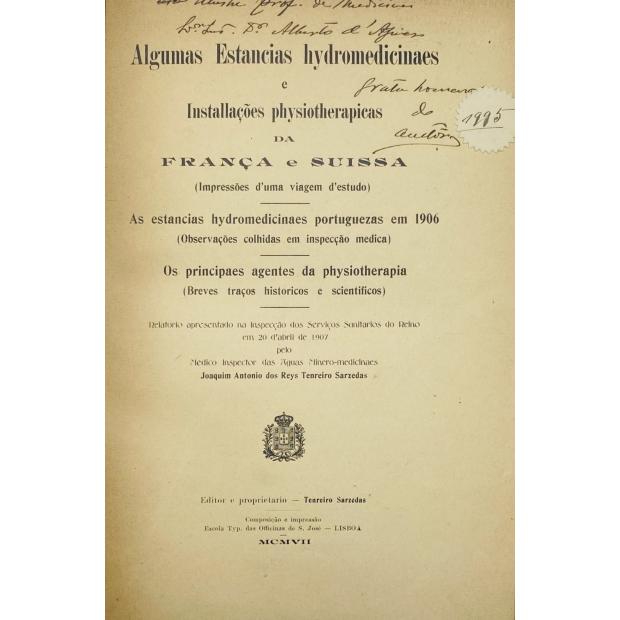 Prof. de Medicina
Dr. Alberto d'
Algumas Estancias hydromedicinaes
e
grata
Installações physiotherapicas
do
1995
DA
auctôr
FRANÇA e SUISSA
(Impressões d'uma viagem d'estudo)
As estancias hydromedicinaes portuguezas em 1906
(Observações colhidas em inspecção medica)
Os principaes agentes da physiotherapia
(Breves traços historicos e scientificos)
Relatorio apresentado na Inspecção dos Serviços Sanitarios do Reino
em 20 d'abril de 1907
pelo
Medico Inspector das Aguas Minero-medicinaes
Joaquim Antonio dos Reys Tenreiro Sarzedas
Editor e proprietario — Tenreiro Sarzedas
Composição e impressão
Escola Typ. das Officinas de S. José — LISBOA
MCMVII